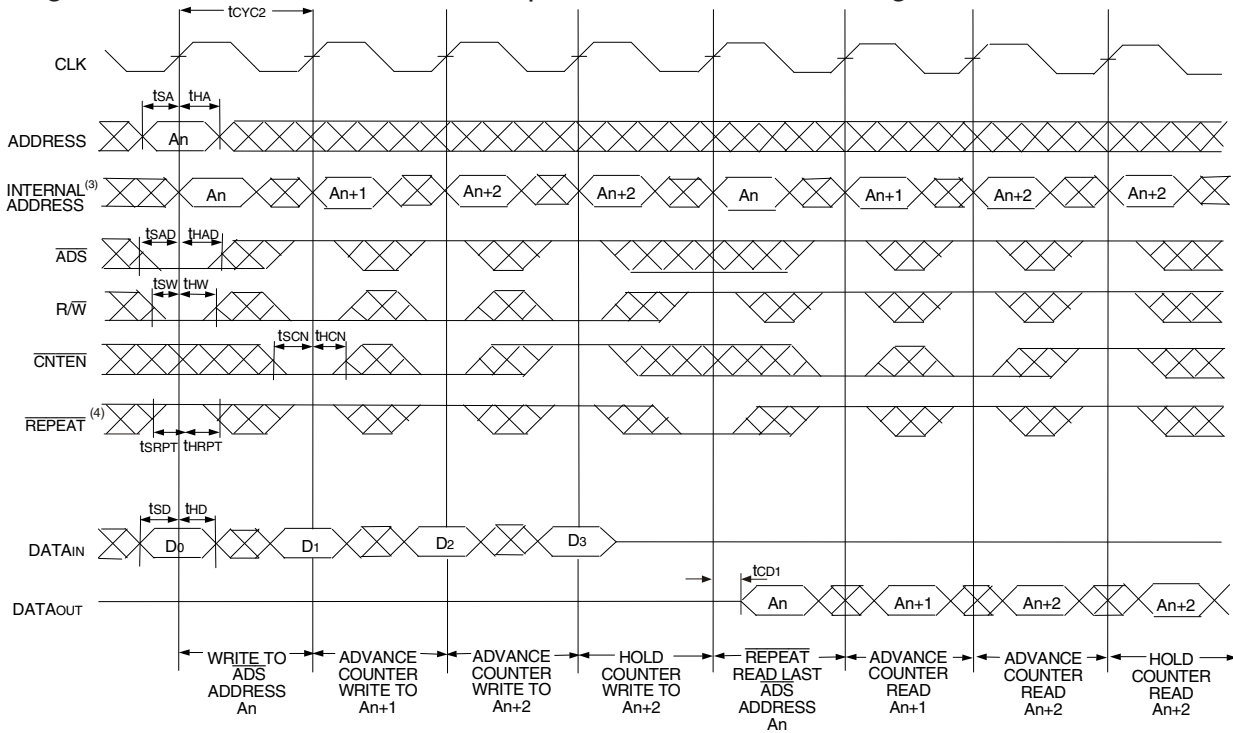 tCYC2
CLK
tSA tHA
ADDRESS An
INTERNAL(3) ADDRESS An An+1 An+2 An+2 An An+1 An+2 An+2
tSAD tHAD
ADS
tSW tHW
R/W
tSCN tHCN
CNTEN
REPEAT (4)
tSRPT tHRPT
tSD tHD
DATAIN D0 D1 D2 D3
tCD1
DATAOUT An An+1 An+2 An+2
WRITE TO ADS ADDRESS An
ADVANCE COUNTER WRITE TO An+1
ADVANCE COUNTER WRITE TO An+2
HOLD COUNTER WRITE TO An+2
REPEAT READ LAST ADS ADDRESS An
ADVANCE COUNTER READ An+1
ADVANCE COUNTER READ An+2
HOLD COUNTER READ An+2